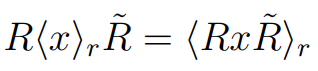 R⟨x⟩ᵣR̃ = ⟨RxR̃⟩ᵣ